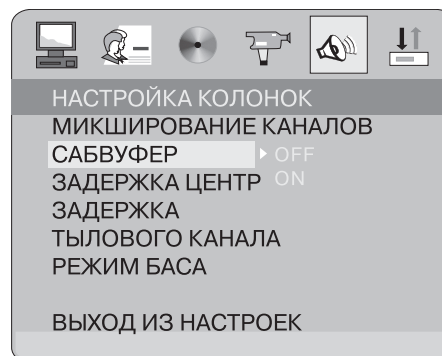 НАСТРОЙКА КОЛОНОК
МИКШИРОВАНИЕ КАНАЛОВ
САБВУФЕР OFF
ЗАДЕРЖКА ЦЕНТР ON
ЗАДЕРЖКА
ТЫЛОВОГО КАНАЛА
РЕЖИМ БАСА
ВЫХОД ИЗ НАСТРОЕК